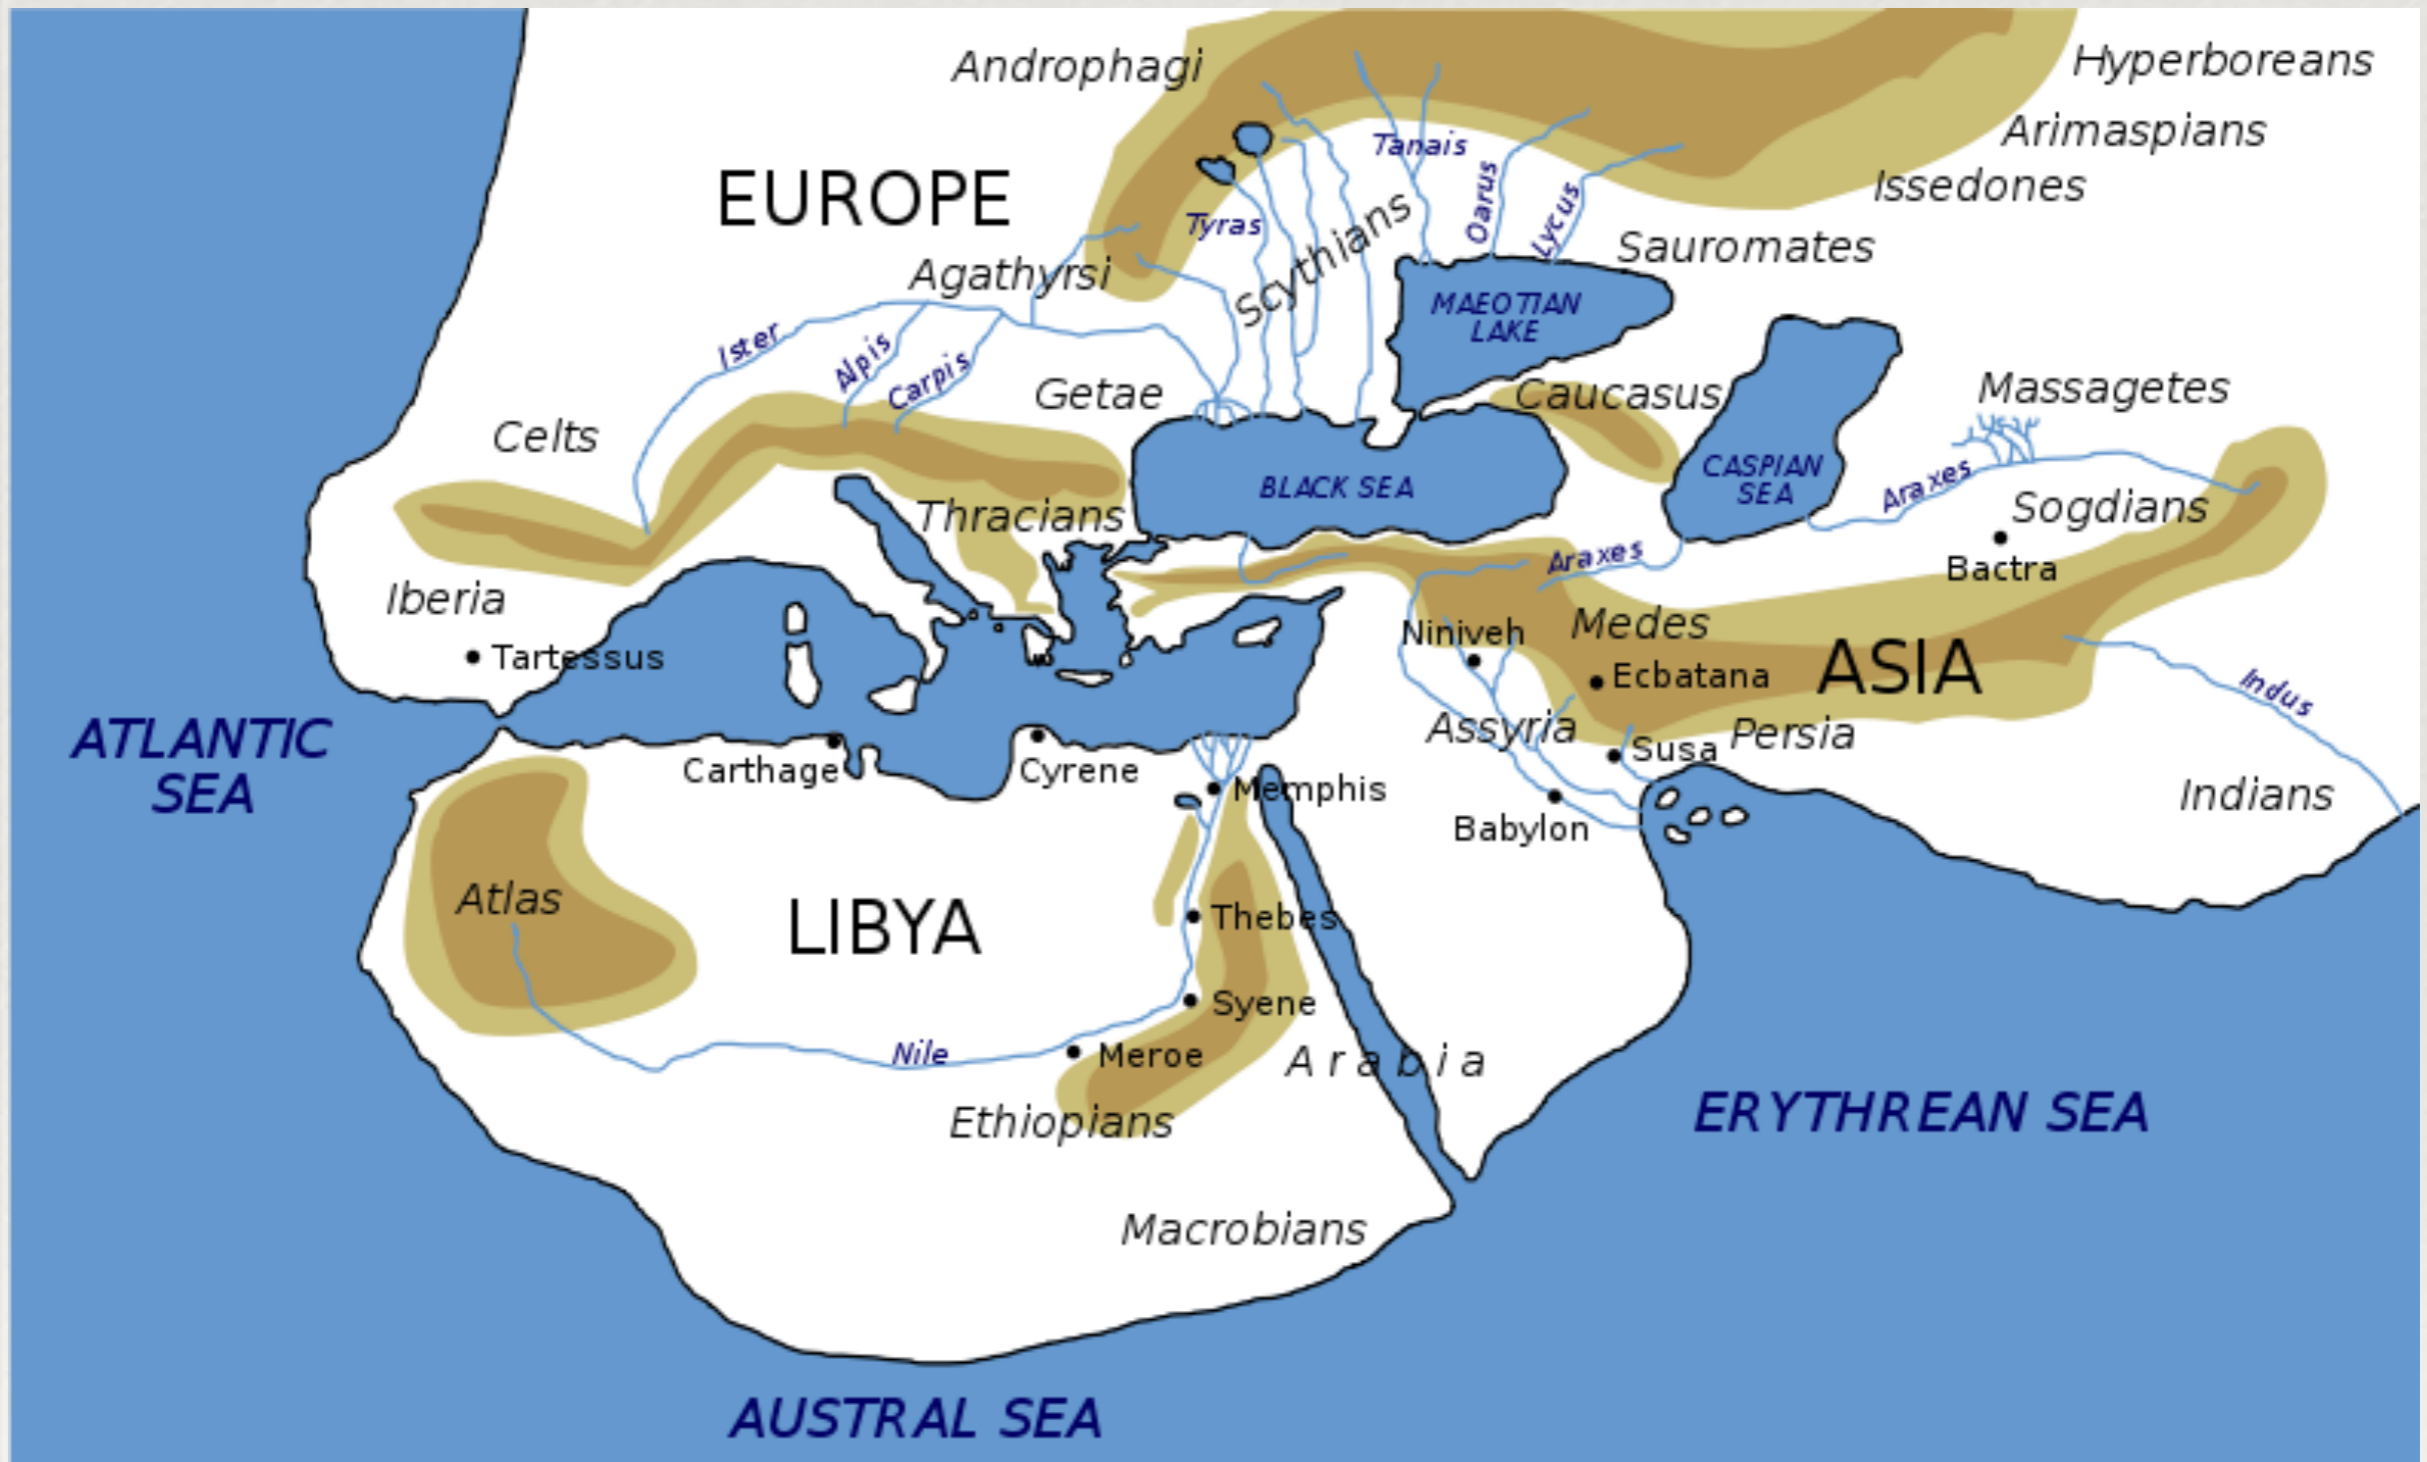 Androphagi
Hyperboreans
Arimaspians
Tanais
Issedones
EUROPE
Oarus
Lycus
Tyras
Scythians
Sauromates
Agathyrsi
MAEOTIAN
LAKE
Ister
Alpis
Carpis
Getae
Caucasus
Massagetes
Celts
BLACK SEA
CASPIAN
SEA
Araxes
Sogdians
Thracians
Araxes
Bactra
Iberia
Niniveh
Medes
Tartessus
Ecbatana
ASIA
Indus
ATLANTIC
SEA
Assyria
Susa
Persia
Carthage
Cyrene
Memphis
Babylon
Indians
Atlas
LIBYA
Thebes
Syene
Nile
Meroe
Arabia
Ethiopians
ERYTHREAN SEA
Macrobians
AUSTRAL SEA